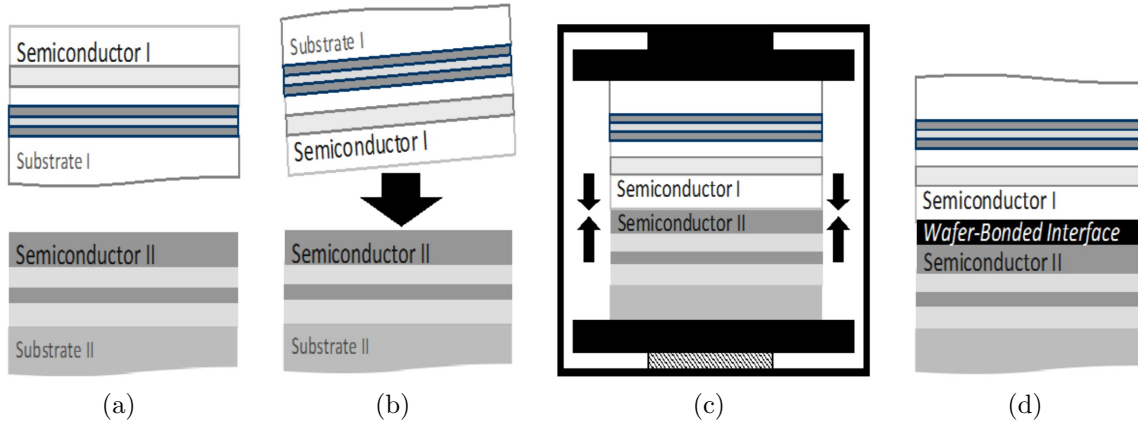 Semiconductor I
Substrate I
Semiconductor II
Substrate II
(a)
Substrate I
Semiconductor I
Semiconductor II
Substrate II
(b)
Semiconductor I
Semiconductor II
(c)
Semiconductor I
Wafer-Bonded Interface
Semiconductor II
(d)